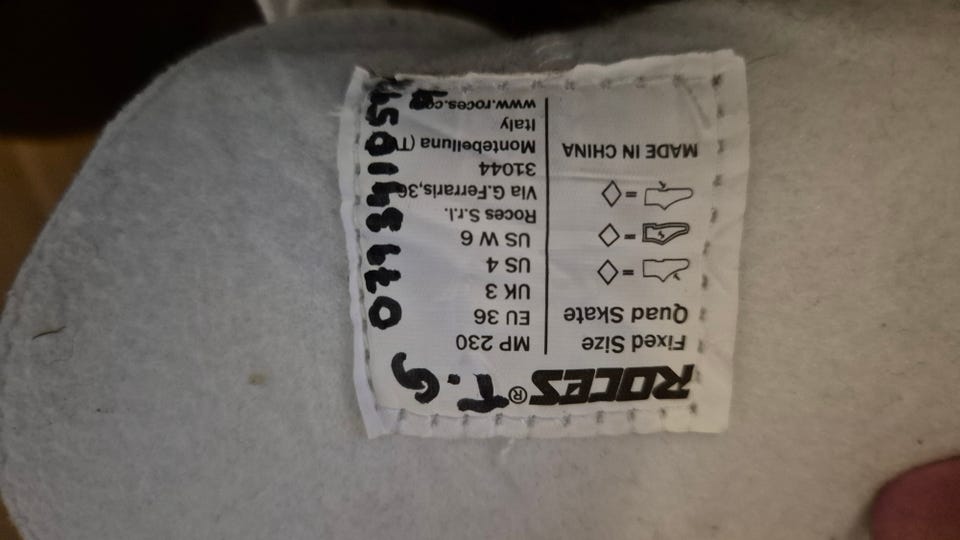 ROCES® T.G
Fixed Size
Quad Skate
◇ =
◇ =
◇ =
MADE IN CHINA
MP 230
EU 36
UK 3
US 4
US W 6
Roces S.r.l.
Via G.Ferraris,36
31044
Montebelluna (T
Italy
www.roces.co